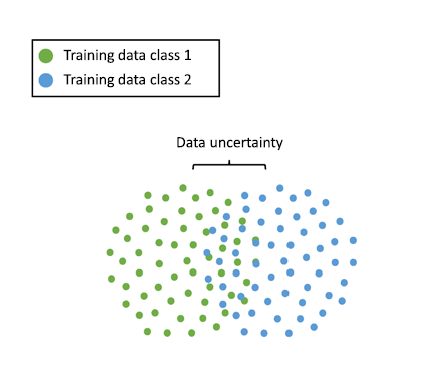 Training data class 1
Training data class 2
Data uncertainty